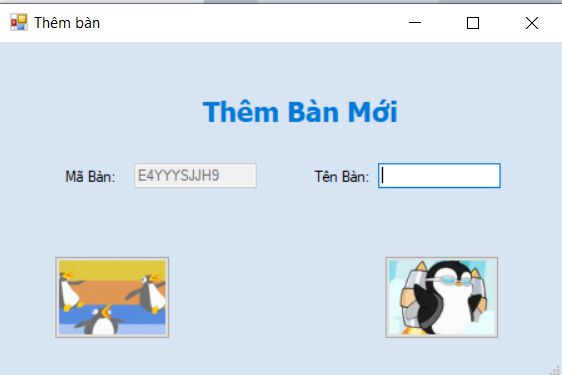 Thêm bàn
Thêm Bàn Mới
Mã Bàn: E4YYYSJJH9 Tên Bàn: